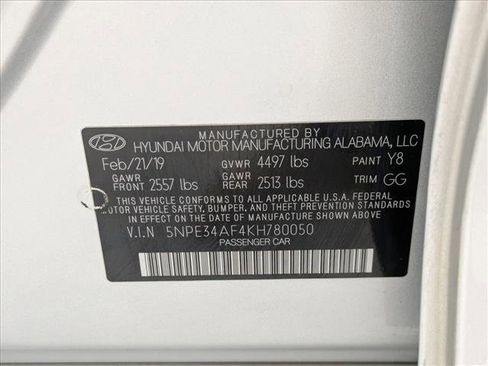 MANUFACTURED BY
HYUNDAI MOTOR MANUFACTURING ALABAMA, LLC
Feb/21/19 GVWR 4497 lbs PAINT Y8
GAWR FRONT 2557 lbs GAWR REAR 2513 lbs TRIM GG
THIS VEHICLE CONFORMS TO ALL APPLICABLE U.S.A. FEDERAL
MOTOR VEHICLE SAFETY, BUMPER, AND THEFT PREVENTION STANDARDS
IN EFFECT ON THE DATE OF MANUFACTURE SHOWN ABOVE.
V.I.N 5NPE34AF4KH780050
PASSENGER CAR